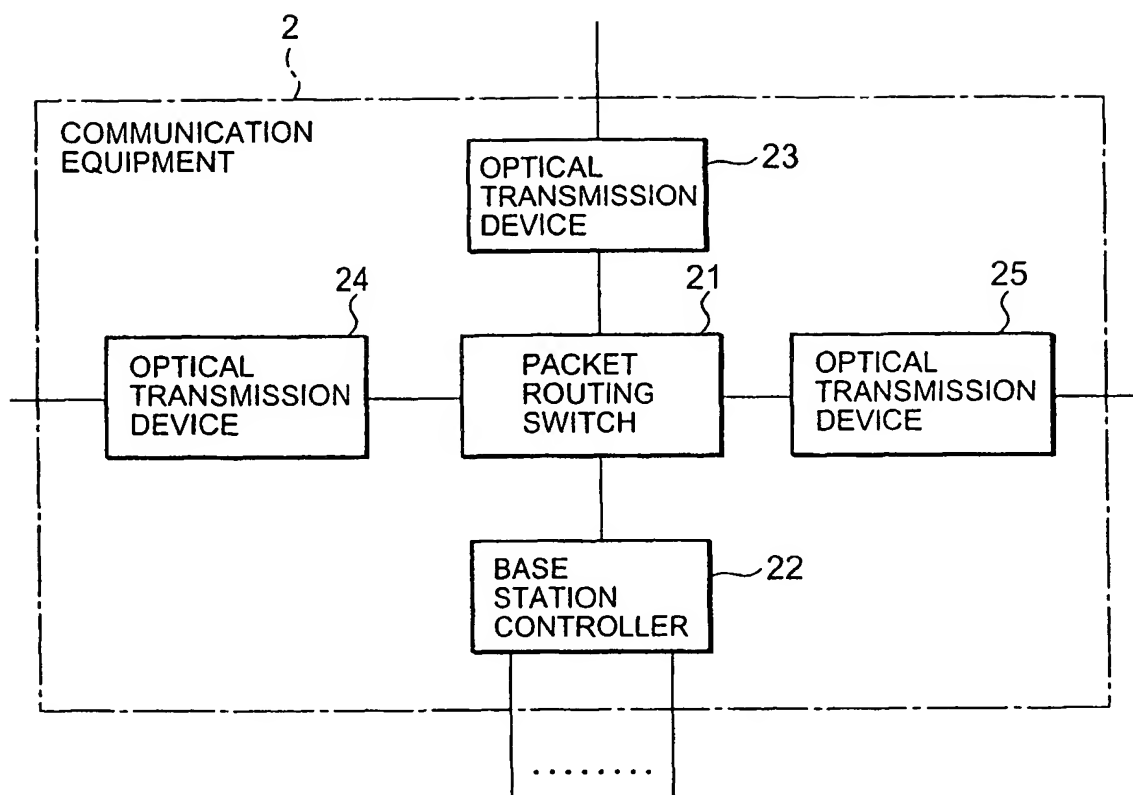 2
COMMUNICATION
EQUIPMENT
OPTICAL
TRANSMISSION
DEVICE
23
24
OPTICAL
TRANSMISSION
DEVICE
21
PACKET
ROUTING
SWITCH
25
OPTICAL
TRANSMISSION
DEVICE
BASE
STATION
CONTROLLER
22
........